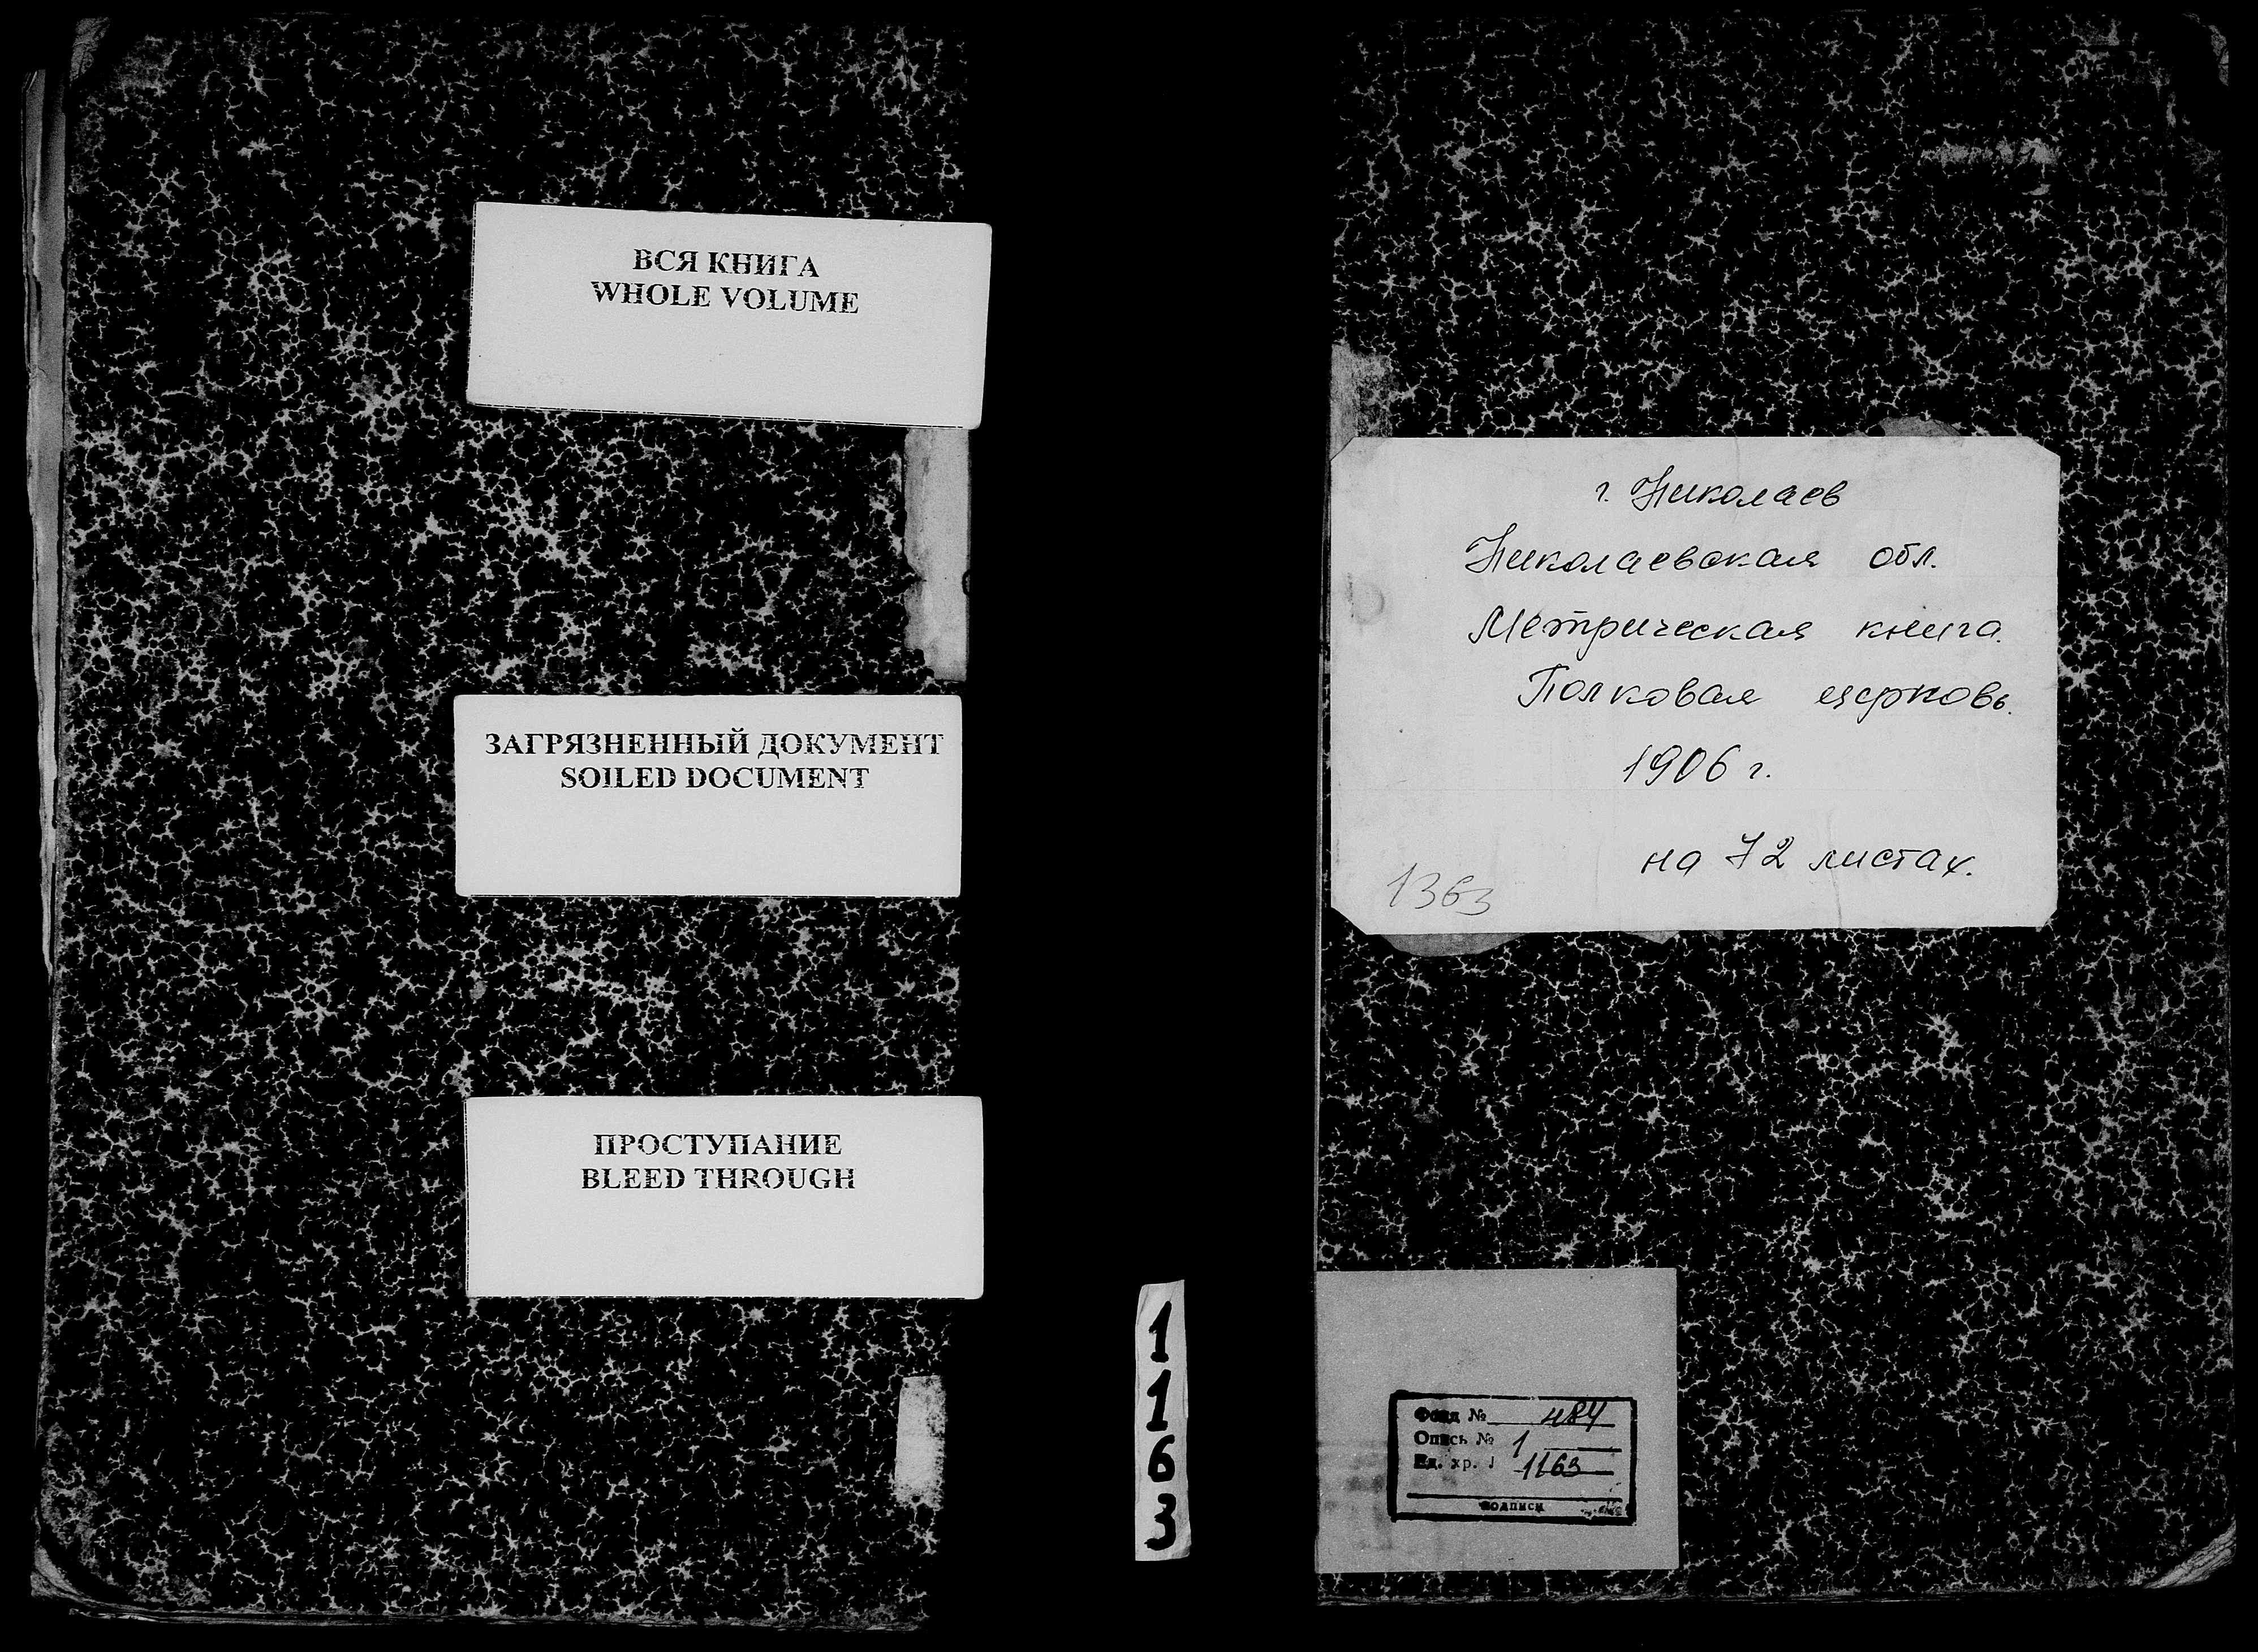 ВСЯ КНИГА
WHOLE VOLUME
ЗАГРЯЗНЕННЫЙ ДОКУМЕНТ
SOILED DOCUMENT
ПРОСТУПАНИЕ
BLEED THROUGH
1163
г. Николаев
Николаевская обл.
Метрическая книга.
Полковая церковь.
1906 г.
на 72 листах.
1363
Фонд № 484
Опись № 1
Ед. хр. 1163
подпись